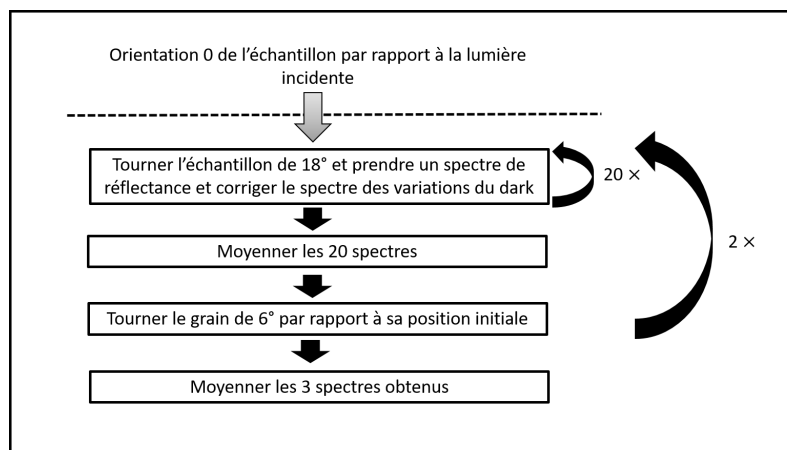 Orientation 0 de l’échantillon par rapport à la lumière
incidente
Tourner l’échantillon de 18° et prendre un spectre de
réflectance et corriger le spectre des variations du dark
20 ×
Moyenner les 20 spectres
2 ×
Tourner le grain de 6° par rapport à sa position initiale
Moyenner les 3 spectres obtenus